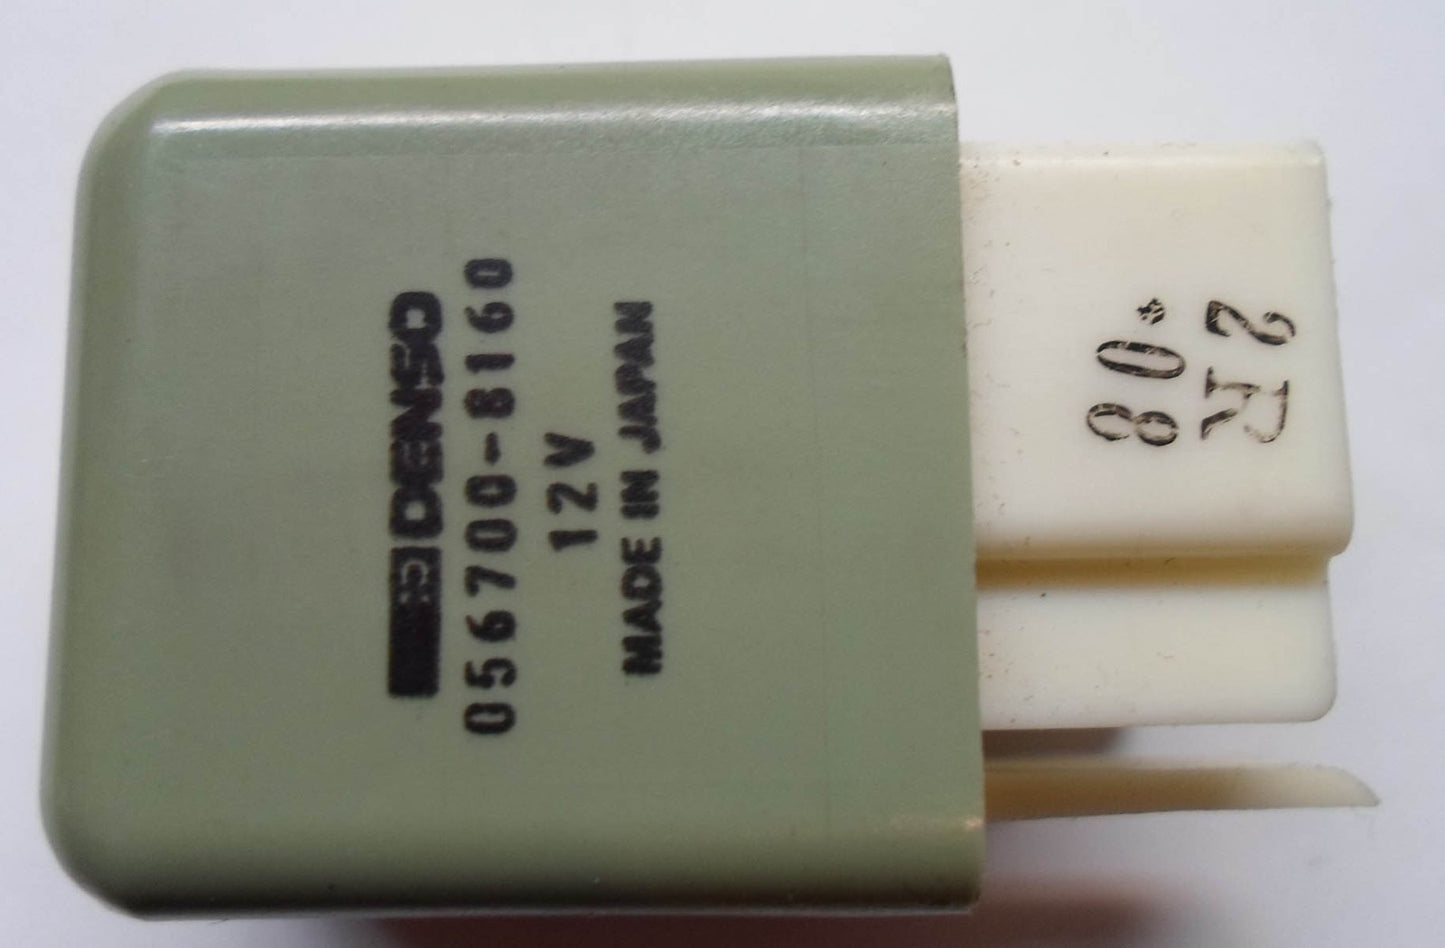 DENSO
056700-8160
12V
MADE IN JAPAN
2R
08